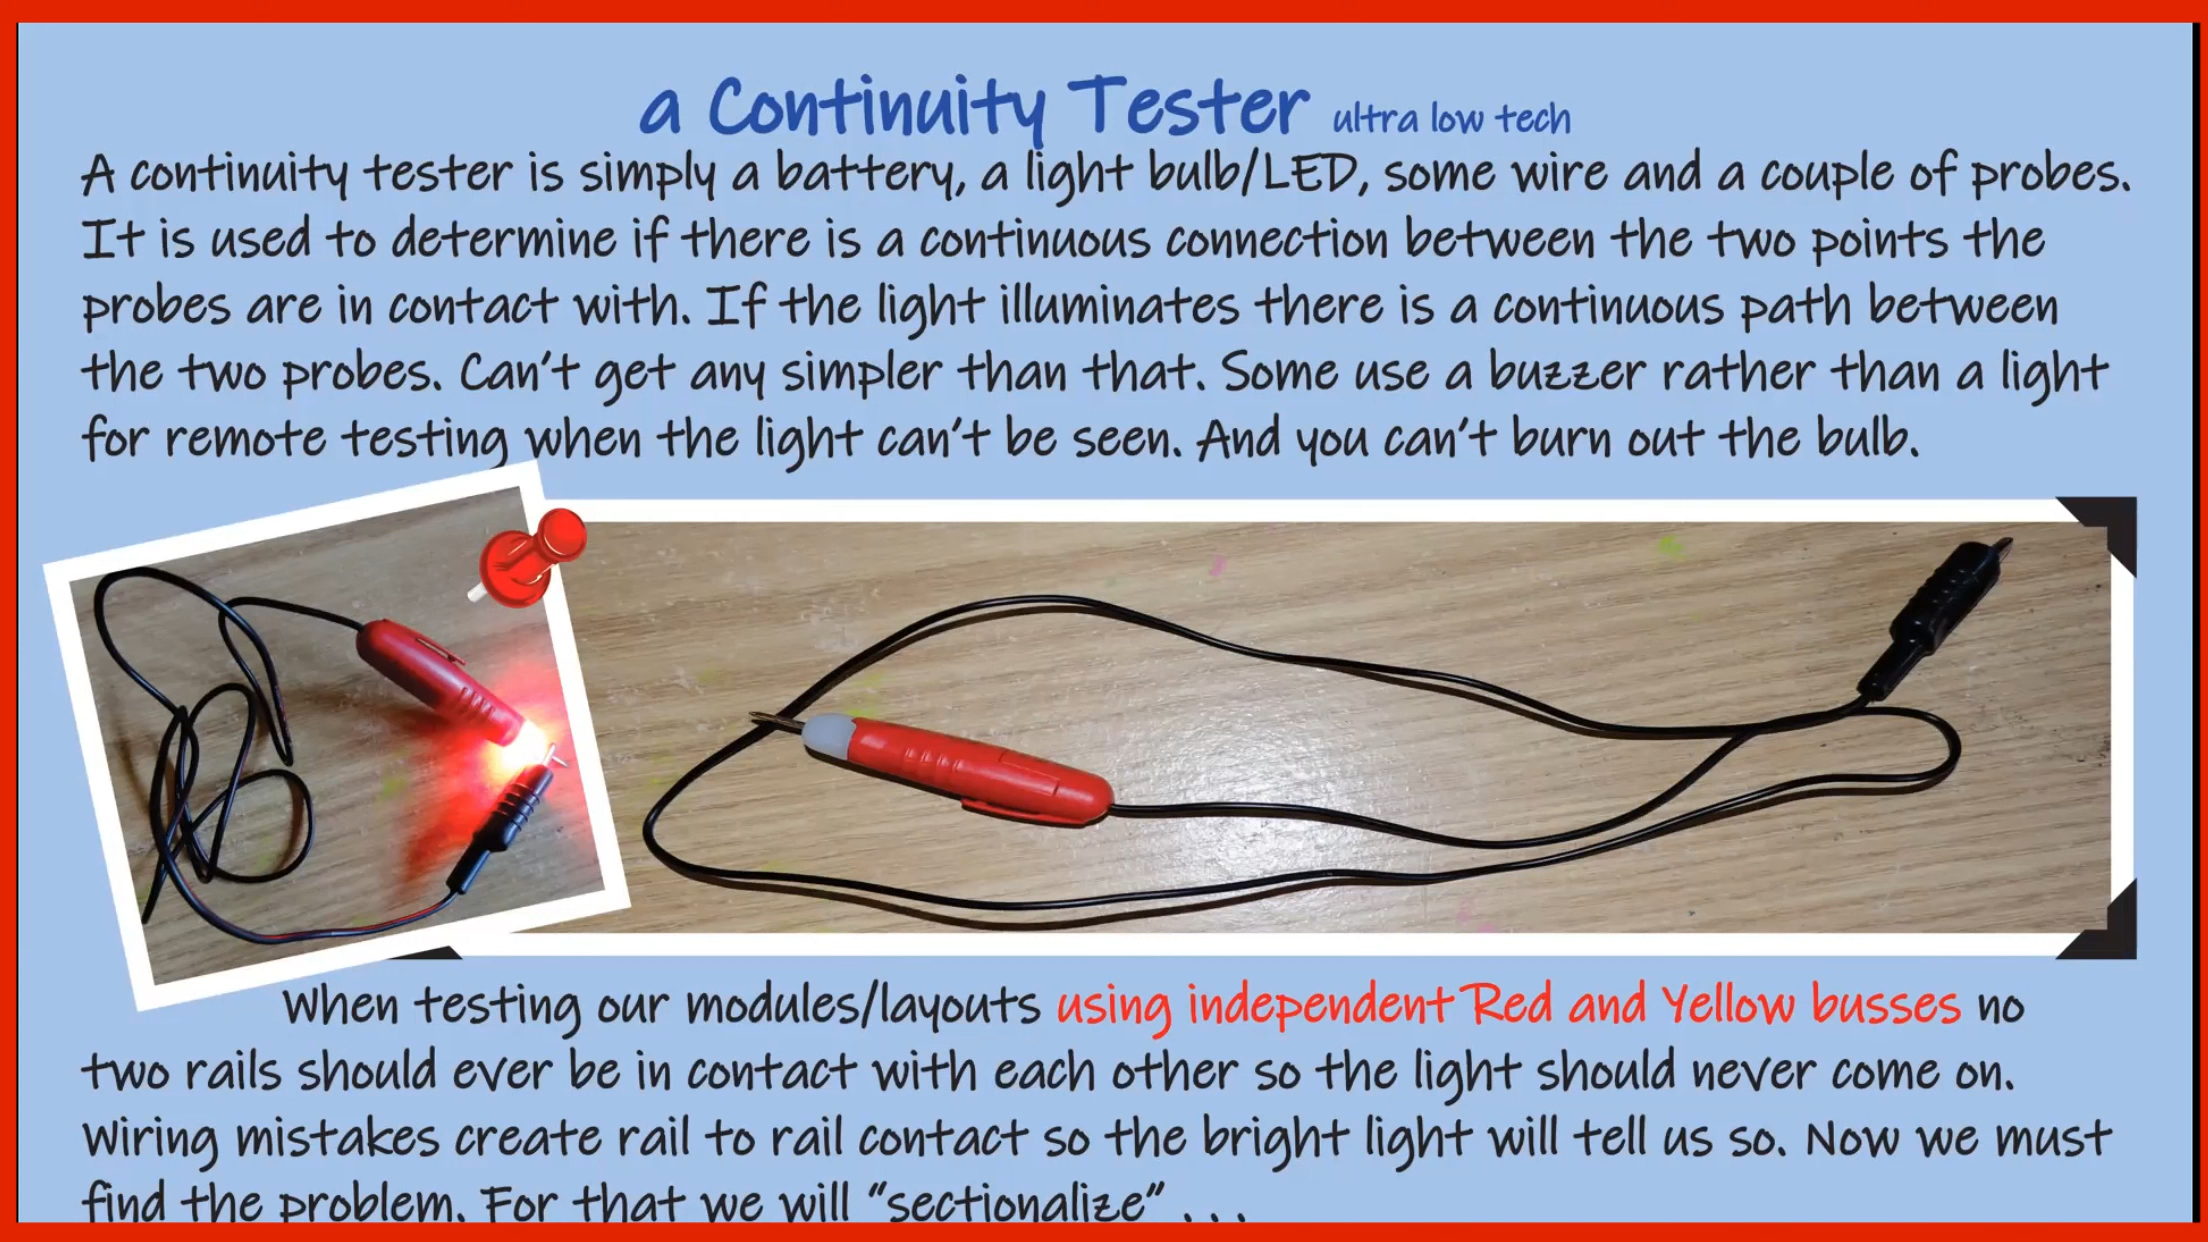 a Continuity Tester ultra low tech
A continuity tester is simply a battery, a light bulb/LED, some wire and a couple of probes.
It is used to determine if there is a continuous connection between the two points the
probes are in contact with. If the light illuminates there is a continuous path between
the two probes. Can't get any simpler than that. Some use a buzzer rather than a light
for remote testing when the light can't be seen. And you can't burn out the bulb.
When testing our modules/layouts using independent Red and Yellow busses no
two rails should ever be in contact with each other so the light should never come on.
Wiring mistakes create rail to rail contact so the bright light will tell us so. Now we must
find the problem. For that we will "sectionalize" . . .